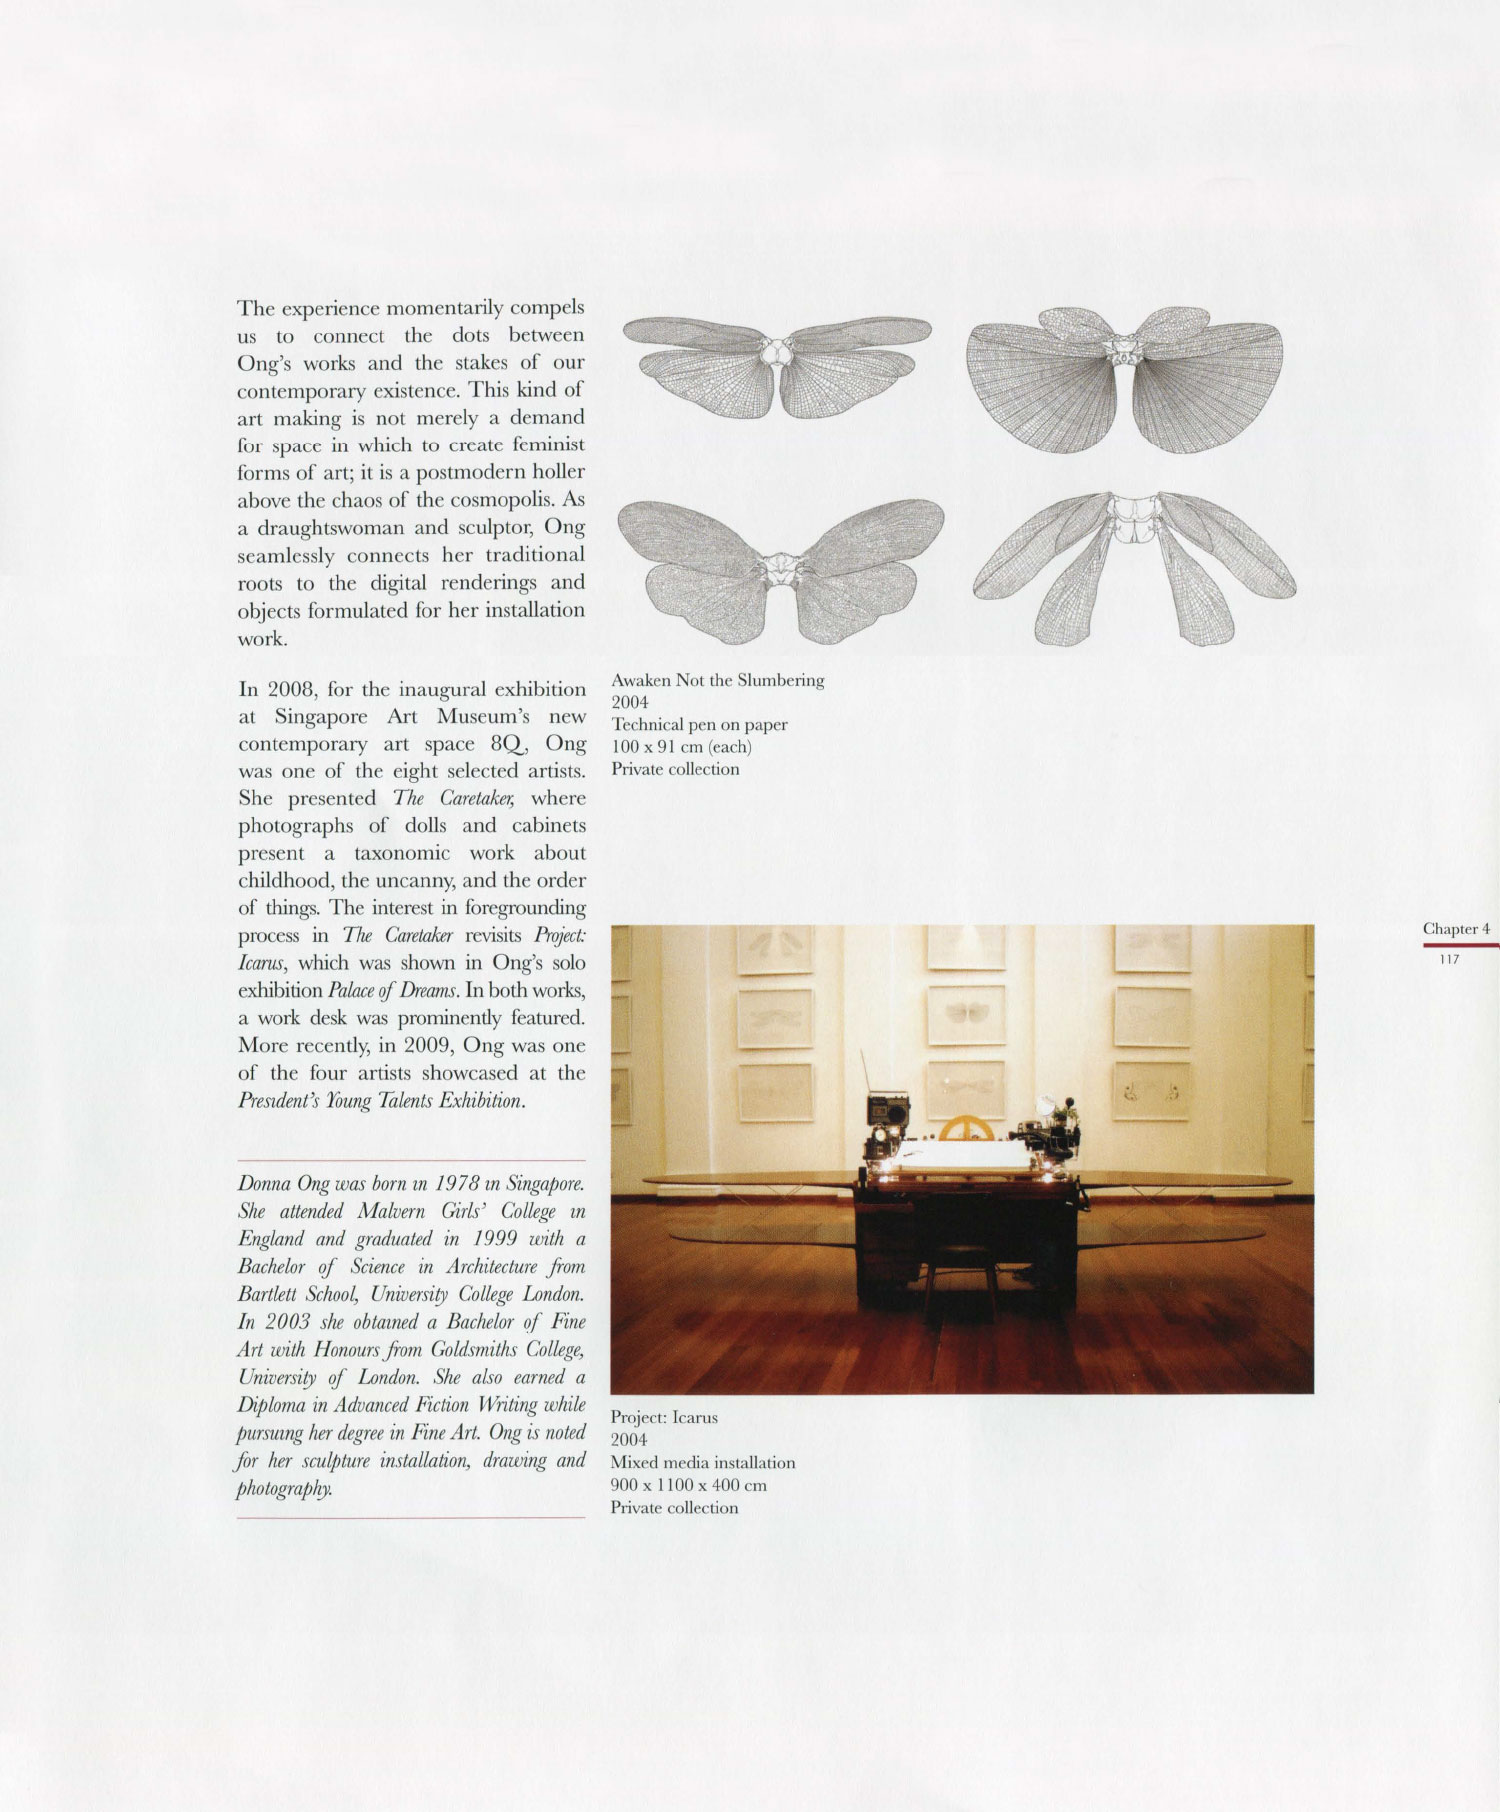 Chapter 4
117
The experience momentarily compels
us to connect the dots between
Ong's works and the stakes of our
contemporary existence. This kind of
art making is not merely a demand
for space in which to create feminist
forms of art; it is a postmodern holler
above the chaos of the cosmopolis. As
a draughtswoman and sculptor, Ong
seamlessly connects her traditional
roots to the digital renderings and
objects formulated for her installation
work.
In 2008, for the inaugural exhibition
at Singapore Art Museum's new
contemporary art space 8Q, Ong
was one of the eight selected artists.
She presented The Caretaker, where
photographs of dolls and cabinets
present a taxonomic work about
childhood, the uncanny, and the order
of things. The interest in foregrounding
process in The Caretaker revisits Project:
Icarus, which was shown in Ong's solo
exhibition Palace of Dreams. In both works,
a work desk was prominently featured.
More recently, in 2009, Ong was one
of the four artists showcased at the
President's Young Talents Exhibition.
Donna Ong was born in 1978 in Singapore.
She attended Malvern Girls' College in
England and graduated in 1999 with a
Bachelor of Science in Architecture from
Bartlett School, University College London.
In 2003 she obtained a Bachelor of Fine
Art with Honours from Goldsmiths College,
University of London. She also earned a
Diploma in Advanced Fiction Writing while
pursuing her degree in Fine Art. Ong is noted
for her sculpture installation, drawing and
photography.
Awaken Not the Slumbering
2004
Technical pen on paper
100 x 91 cm (each)
Private collection
Project: Icarus
2004
Mixed media installation
900 x 1100 x 400 cm
Private collection